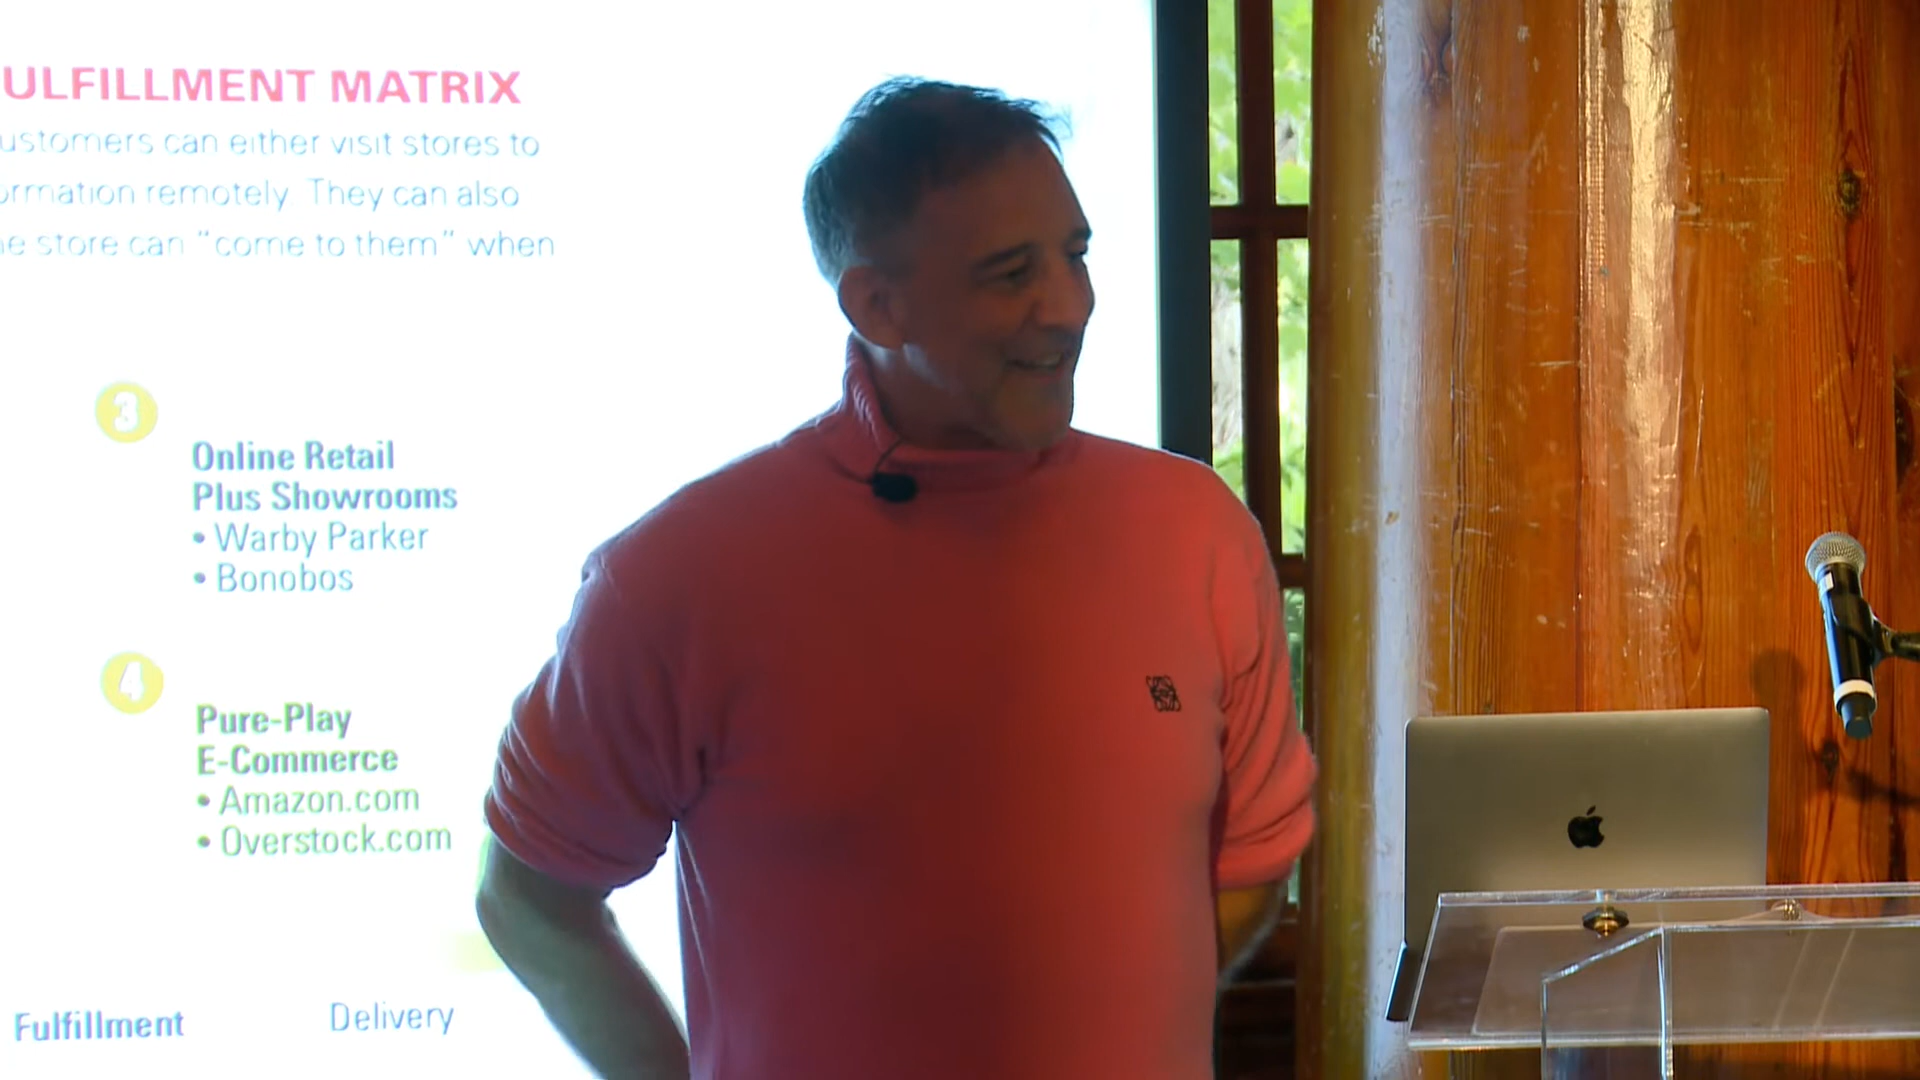 ULFILLMENT MATRIX
ustomers can either visit stores to
ormation remotely. They can also
e store can "come to them" when
3
Online Retail
Plus Showrooms
• Warby Parker
• Bonobos
4
Pure-Play
E-Commerce
• Amazon.com
• Overstock.com
Fulfillment
Delivery